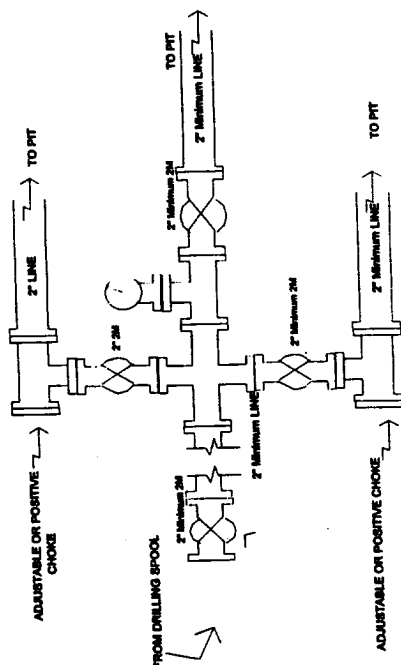 TO PIT
2" LINE
ADJUSTABLE OR POSITIVE
CHOKE
2" 2M
TO PIT
2" Minimum LINE
2" Minimum 2M
2" Minimum 2M
2" Minimum LINE
FROM DRILLING SPOOL
2" Minimum 2M
TO PIT
2" Minimum LINE
ADJUSTABLE OR POSITIVE CHOKE